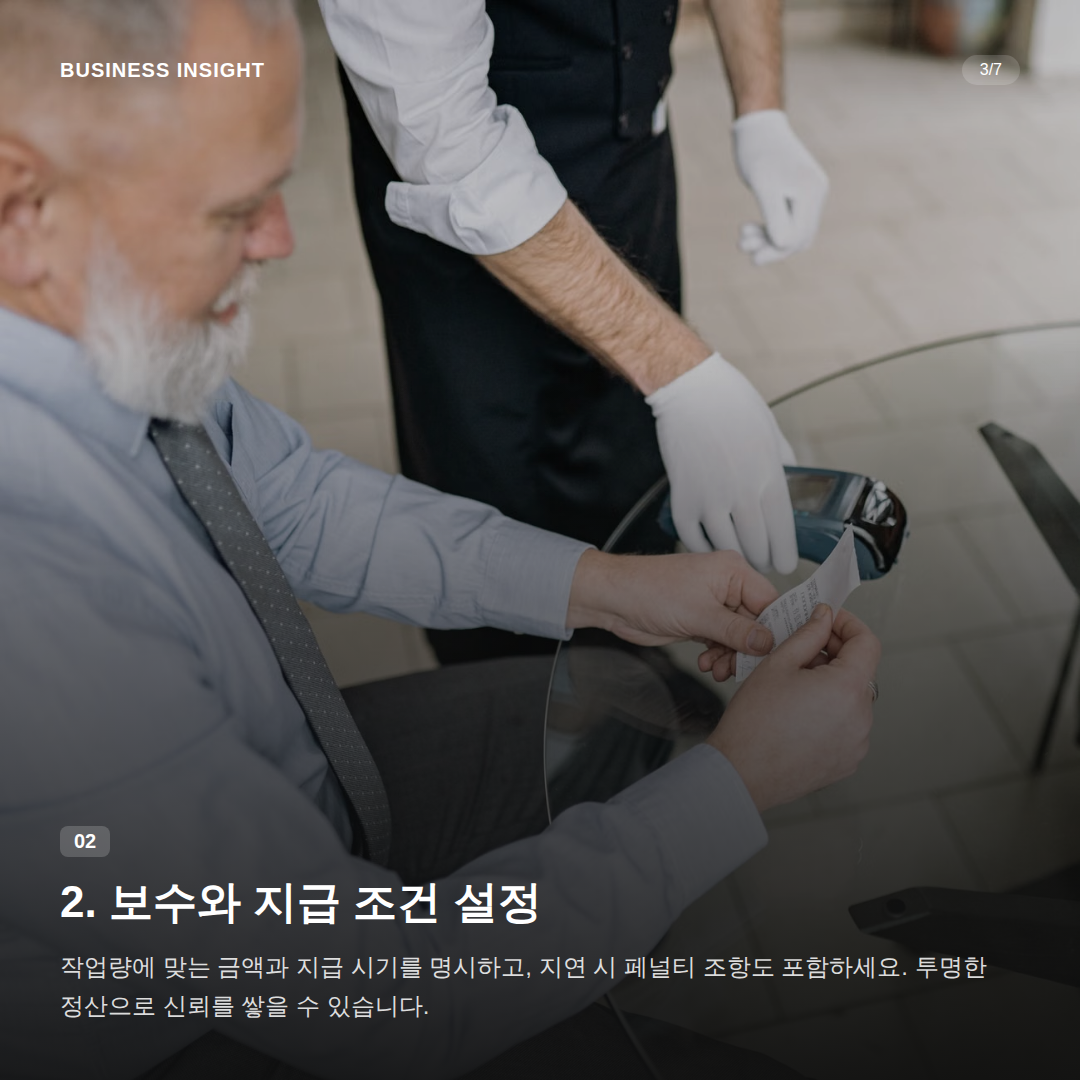 BUSINESS INSIGHT
3/7
02
2. 보수와 지급 조건 설정
작업량에 맞는 금액과 지급 시기를 명시하고, 지연 시 페널티 조항도 포함하세요. 투명한
정산으로 신뢰를 쌓을 수 있습니다.